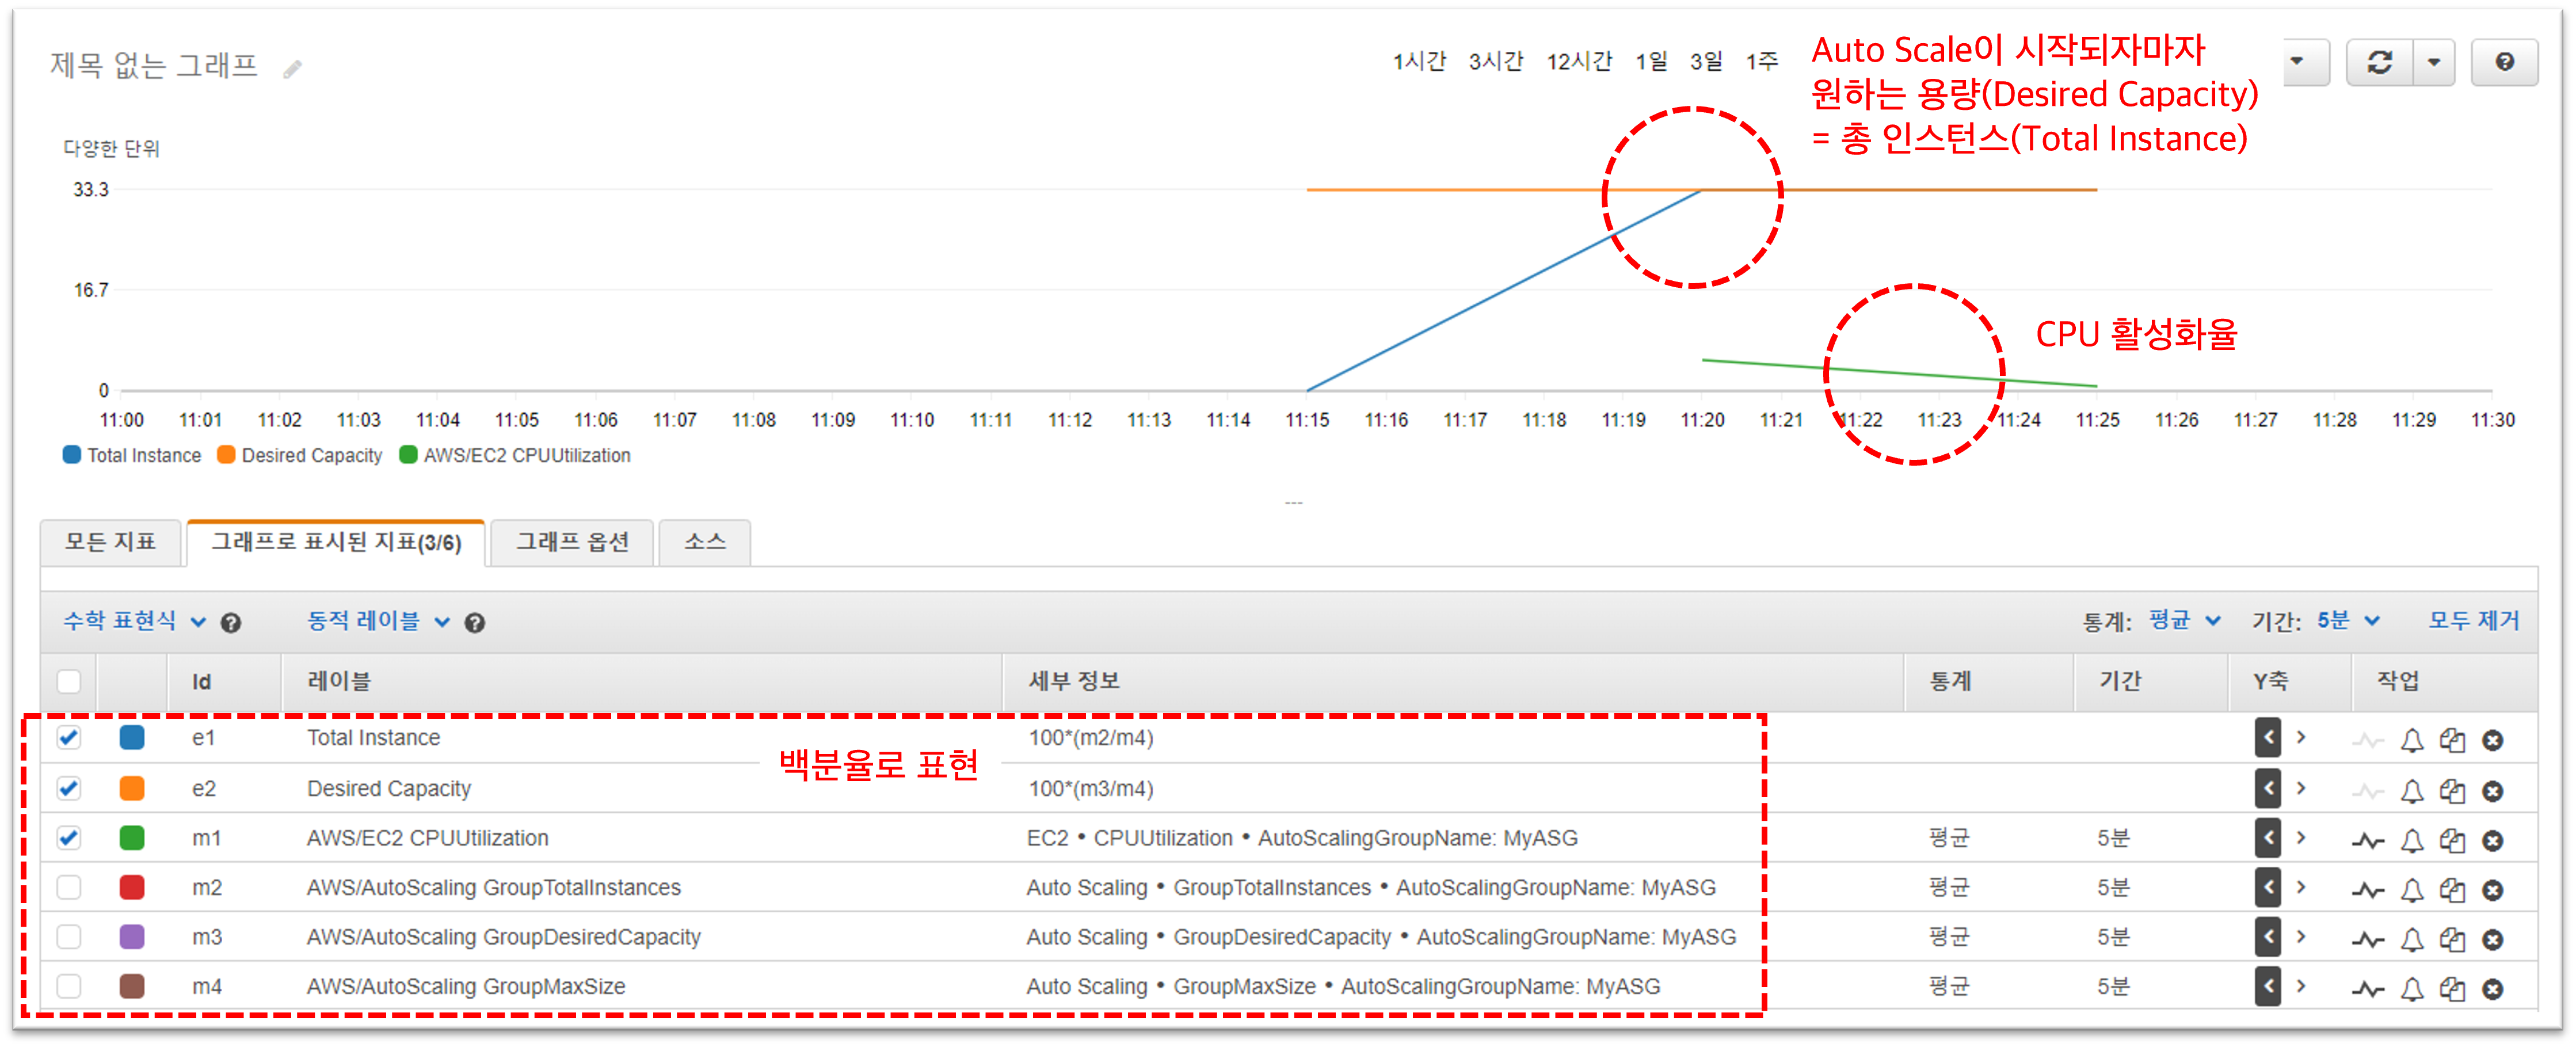 제목 없는 그래프
1시간 3시간 12시간 1일 3일 1주
Auto Scale이 시작되자마자
원하는 용량(Desired Capacity)
= 총 인스턴스(Total Instance)
다양한 단위
33.3
16.7
CPU 활성화율
0
11:00 11:01 11:02 11:03 11:04 11:05 11:06 11:07 11:08 11:09 11:10 11:11 11:12 11:13 11:14 11:15 11:16 11:17 11:18 11:19 11:20 11:21 11:22 11:23 11:24 11:25 11:26 11:27 11:28 11:29 11:30
Total Instance Desired Capacity AWS/EC2 CPUUtilization
모든 지표 그래프로 표시된 지표(3/6) 그래프 옵션 소스
수학 표현식 동적 레이블 통계: 평균 기간: 5분 모두 제거
Id 레이블 세부 정보 통계 기간 Y축 작업
e1 Total Instance 100*(m2/m4)
백분율로 표현
e2 Desired Capacity 100*(m3/m4)
m1 AWS/EC2 CPUUtilization EC2 • CPUUtilization • AutoScalingGroupName: MyASG 평균 5분
m2 AWS/AutoScaling GroupTotalInstances Auto Scaling • GroupTotalInstances • AutoScalingGroupName: MyASG 평균 5분
m3 AWS/AutoScaling GroupDesiredCapacity Auto Scaling • GroupDesiredCapacity • AutoScalingGroupName: MyASG 평균 5분
m4 AWS/AutoScaling GroupMaxSize Auto Scaling • GroupMaxSize • AutoScalingGroupName: MyASG 평균 5분